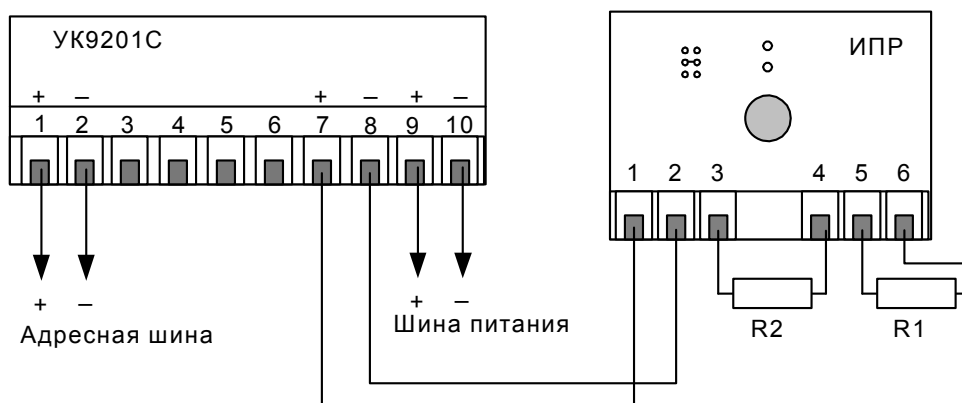 УК9201С
ИПР
+ – + – + –
1 2 3 4 5 6 7 8 9 10
1 2 3 4 5 6
+ –
+ –
Адресная шина
Шина питания
R2
R1